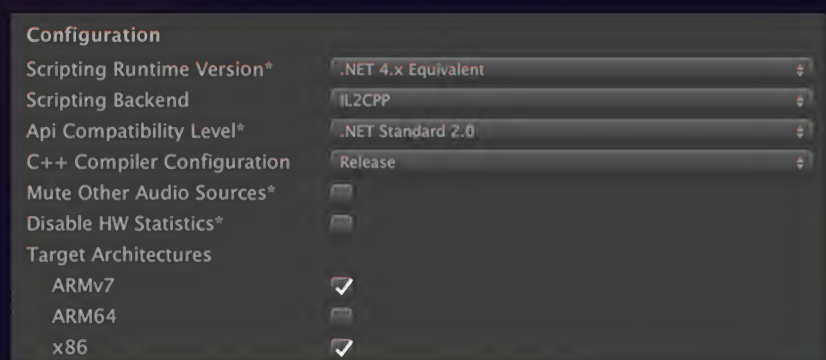 Configuration
Scripting Runtime Version* .NET 4.x Equivalent
Scripting Backend IL2CPP
Api Compatibility Level* .NET Standard 2.0
C++ Compiler Configuration Release
Mute Other Audio Sources*
Disable HW Statistics*
Target Architectures
ARMv7
ARM64
x86